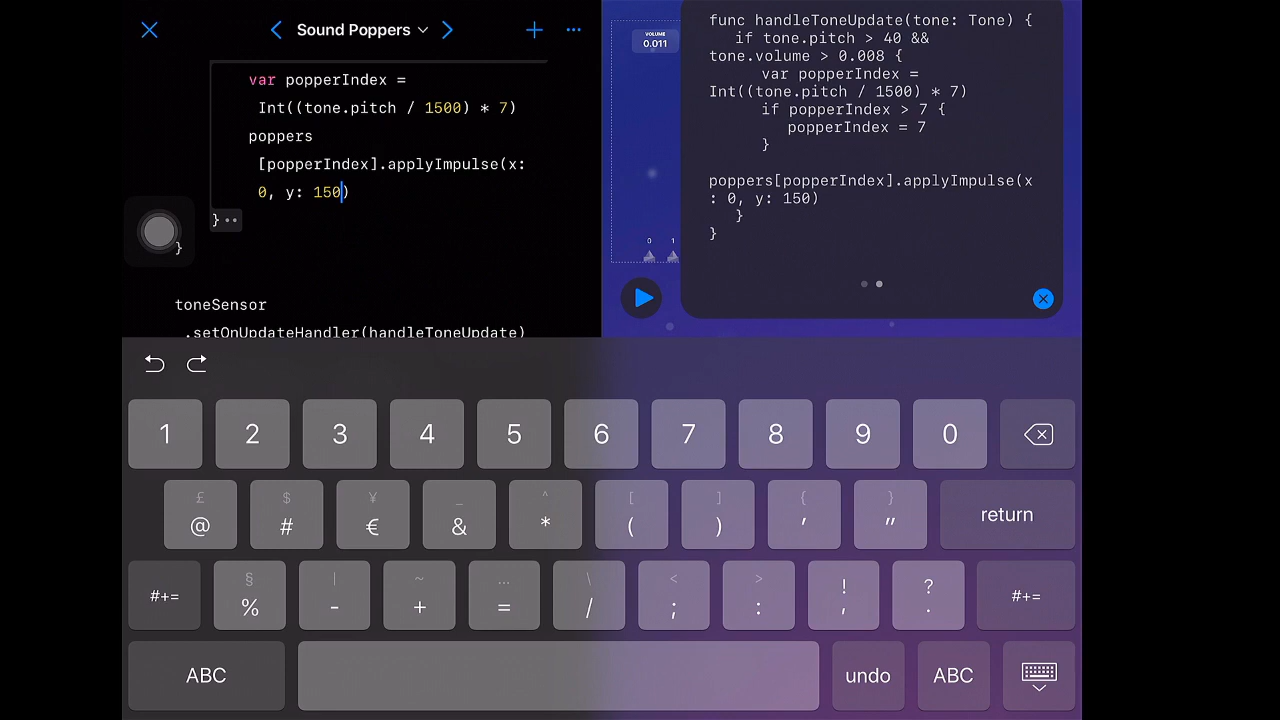 Sound Poppers
var popperIndex =
Int((tone.pitch / 1500) * 7)
poppers
[popperIndex].applyImpulse(x:
0, y: 150)
}
}
toneSensor
.setOnUpdateHandler(handleToneUpdate)
VOLUME
0.011
0 1
func handleToneUpdate(tone: Tone) {
if tone.pitch > 40 &&
tone.volume > 0.008 {
var popperIndex =
Int((tone.pitch / 1500) * 7)
if popperIndex > 7 {
popperIndex = 7
}
poppers[popperIndex].applyImpulse(x
: 0, y: 150)
}
}
1 2 3 4 5 6 7 8 9 0
£ $ ¥ _ ^ [ ] { }
@ # € & * ( ) ' " return
§ | ~ … \ < > ! ?
#+= % - + = / ; : , . #+=
ABC undo ABC